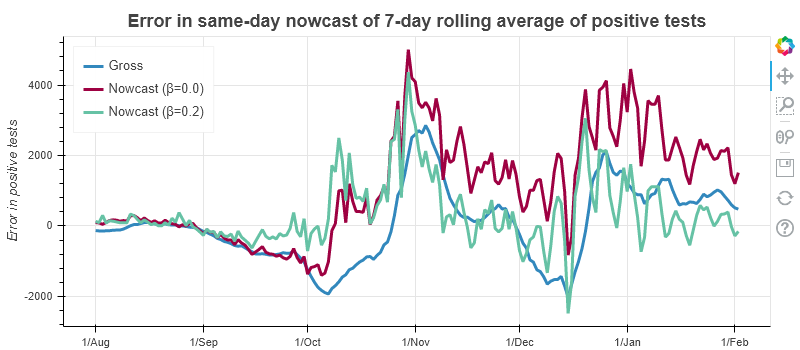 Error in same-day nowcast of 7-day rolling average of positive tests
Gross
Nowcast (β=0.0)
Nowcast (β=0.2)
Error in positive tests
4000
2000
0
-2000
1/Aug
1/Sep
1/Oct
1/Nov
1/Dec
1/Jan
1/Feb